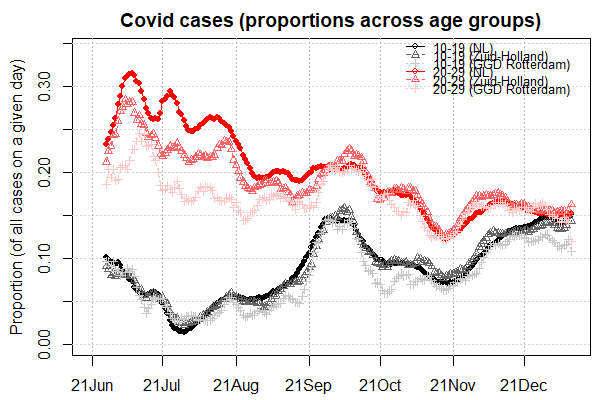 Covid cases (proportions across age groups)
Proportion (of all cases on a given day)
0.30
0.20
0.10
0.00
10-19 (NL)
10-19 (Zuid-Holland)
10-19 (GGD Rotterdam)
20-29 (NL)
20-29 (Zuid-Holland)
20-29 (GGD Rotterdam)
21Jun 21Jul 21Aug 21Sep 21Oct 21Nov 21Dec